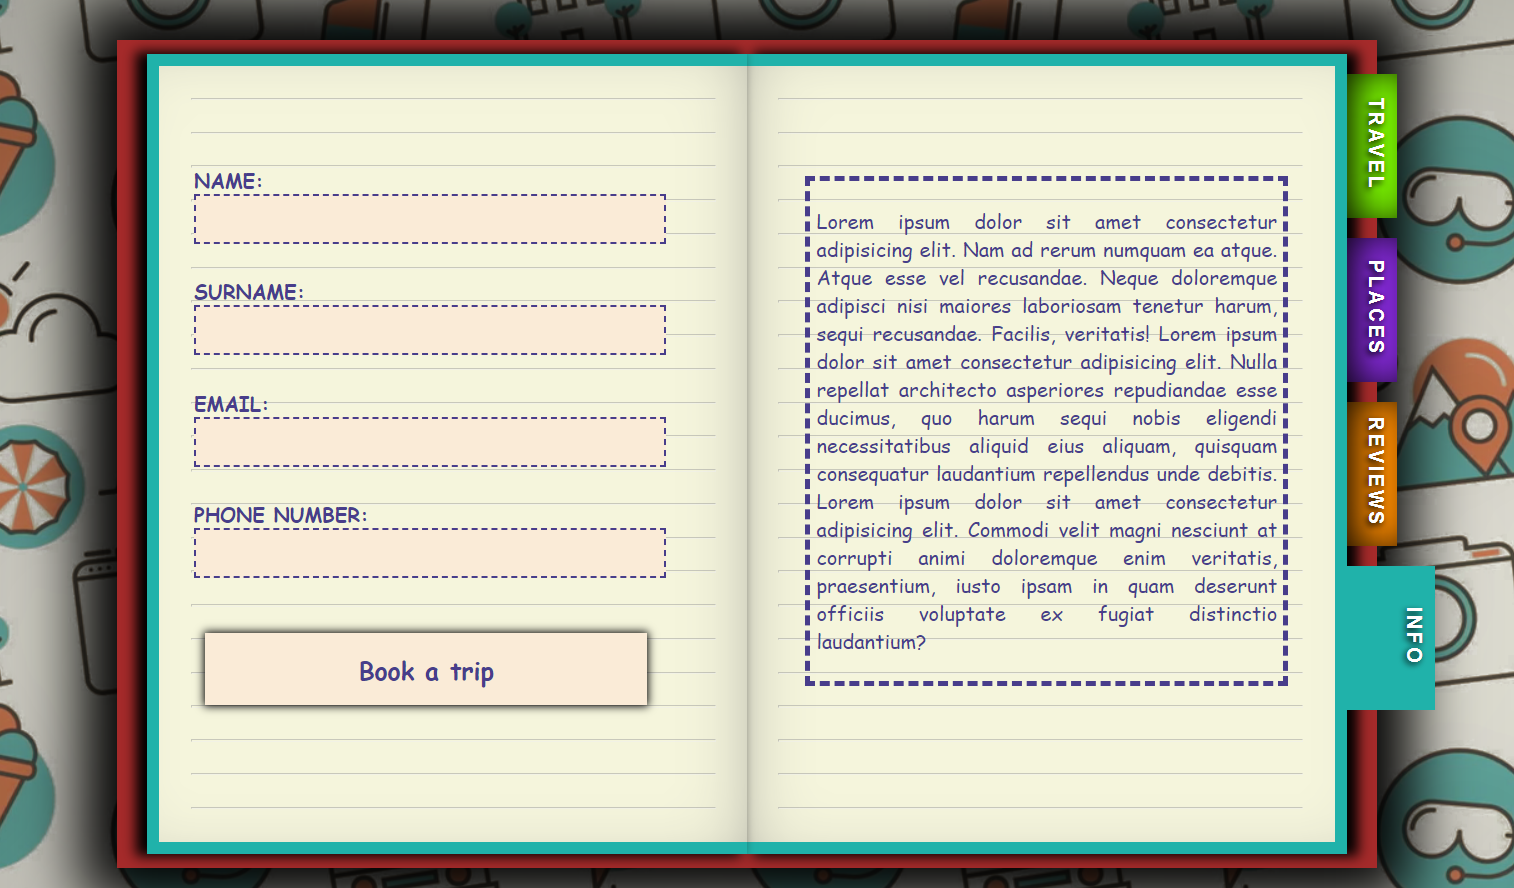 NAME:
SURNAME:
EMAIL:
PHONE NUMBER:
Book a trip
Lorem ipsum dolor sit amet consectetur
adipisicing elit. Nam ad rerum numquam ea atque.
Atque esse vel recusandae. Neque doloremque
adipisci nisi maiores laboriosam tenetur harum,
sequi recusandae. Facilis, veritatis! Lorem ipsum
dolor sit amet consectetur adipisicing elit. Nulla
repellat architecto asperiores repudiandae esse
ducimus, quo harum sequi nobis eligendi
necessitatibus aliquid eius aliquam, quisquam
consequatur laudantium repellendus unde debitis.
Lorem ipsum dolor sit amet consectetur
adipisicing elit. Commodi velit magni nesciunt at
corrupti animi doloremque enim veritatis,
praesentium, iusto ipsam in quam deserunt
officiis voluptate ex fugiat distinctio
laudantium?
TRAVEL
PLACES
REVIEWS
INFO